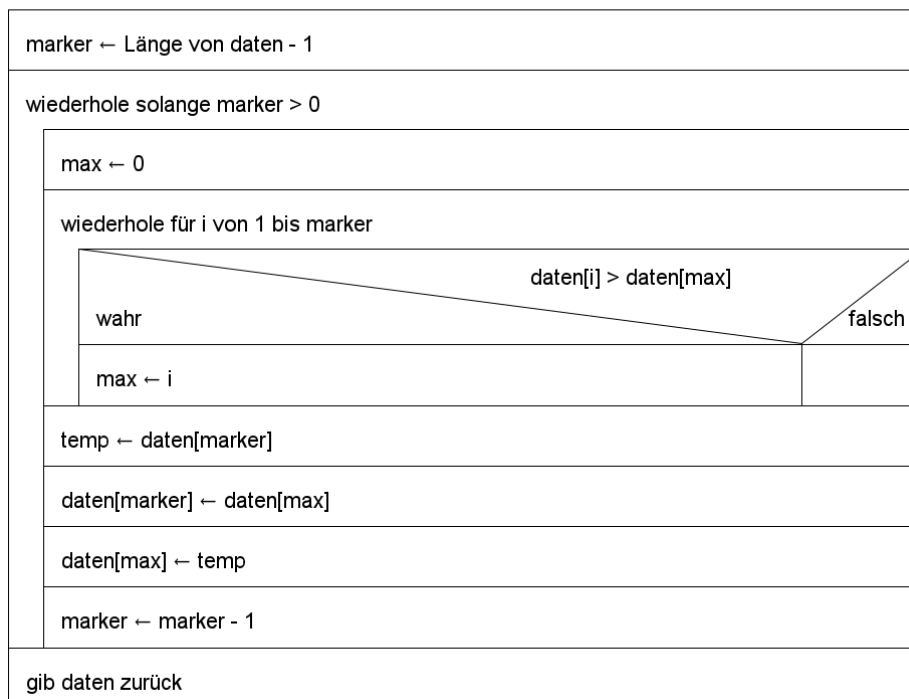 marker ← Länge von daten - 1
wiederhole solange marker > 0
max ← 0
wiederhole für i von 1 bis marker
daten[i] > daten[max]
wahr
falsch
max ← i
temp ← daten[marker]
daten[marker] ← daten[max]
daten[max] ← temp
marker ← marker - 1
gib daten zurück